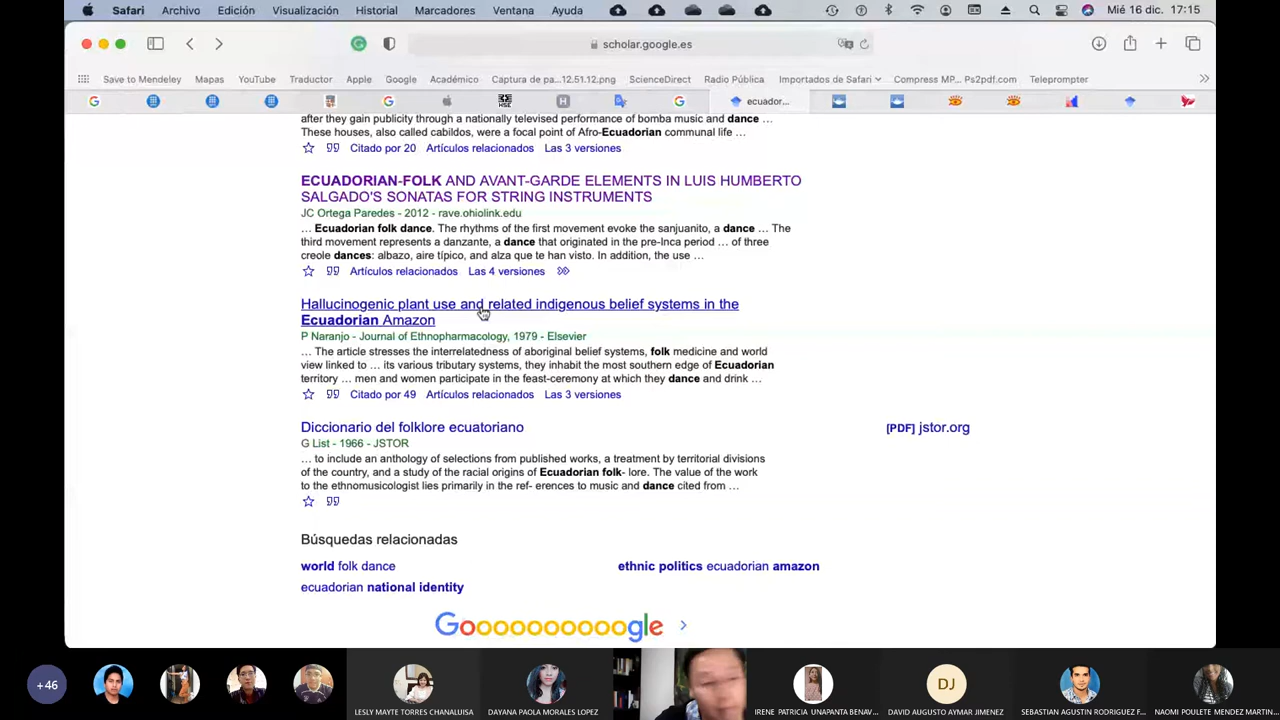 Safari Archivo Edición Visualización Historial Marcadores Ventana Ayuda Mié 16 dic. 17:15
scholar.google.es
Save to Mendeley Mapas YouTube Traductor Apple Google Académico Captura de pa...12.51.12.png ScienceDirect Radio Pública Importados de Safari Compress MP... Ps2pdf.com Teleprompter
ecuador...
after they gain publicity through a nationally televised performance of bomba music and dance ...
These houses, also called cabildos, were a focal point of Afro-Ecuadorian communal life ...
Citado por 20 Artículos relacionados Las 3 versiones
ECUADORIAN-FOLK AND AVANT-GARDE ELEMENTS IN LUIS HUMBERTO
SALGADO'S SONATAS FOR STRING INSTRUMENTS
JC Ortega Paredes - 2012 - rave.ohiolink.edu
... Ecuadorian folk dance. The rhythms of the first movement evoke the sanjuanito, a dance ... The
third movement represents a danzante, a dance that originated in the pre-Inca period ... of three
creole dances: albazo, aire típico, and alza que te han visto. In addition, the use ...
Artículos relacionados Las 4 versiones
Hallucinogenic plant use and related indigenous belief systems in the
Ecuadorian Amazon
P Naranjo - Journal of Ethnopharmacology, 1979 - Elsevier
... The article stresses the interrelatedness of aboriginal belief systems, folk medicine and world
view linked to ... its various tributary systems, they inhabit the most southern edge of Ecuadorian
territory ... men and women participate in the feast-ceremony at which they dance and drink ...
Citado por 49 Artículos relacionados Las 3 versiones
Diccionario del folklore ecuatoriano [PDF] jstor.org
G List - 1966 - JSTOR
... to include an anthology of selections from published works, a treatment by territorial divisions
of the country, and a study of the racial origins of Ecuadorian folk- lore. The value of the work
to the ethnomusicologist lies primarily in the ref- erences to music and dance cited from ...
Búsquedas relacionadas
world folk dance ethnic politics ecuadorian amazon
ecuadorian national identity
Goooooooooogle
+46 DJ
LESLY MAYTE TORRES CHANALUISA DAYANA PAOLA MORALES LOPEZ IRENE PATRICIA UNAPANTA BENAV... DAVID AUGUSTO AYMAR JIMENEZ SEBASTIAN AGUSTIN RODRIGUEZ F... NAOMI POULETE MENDEZ MARTIN...